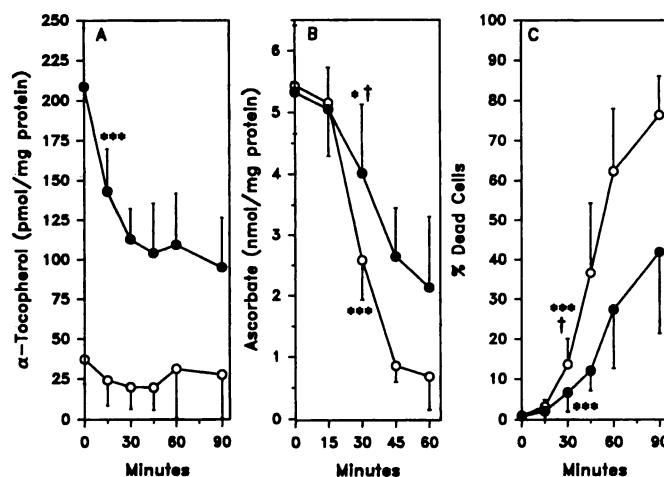 A
α-Tocopherol (pmol/mg protein)
250
225
200
175
150
125
100
75
50
25
0
***
0 30 60 90
Minutes
B
Ascorbate (nmol/mg protein)
6
5
4
3
2
1
0
* †
***
0 15 30 45 60
Minutes
C
% Dead Cells
100
90
80
70
60
50
40
30
20
10
0
***
†
***
0 30 60 90
Minutes